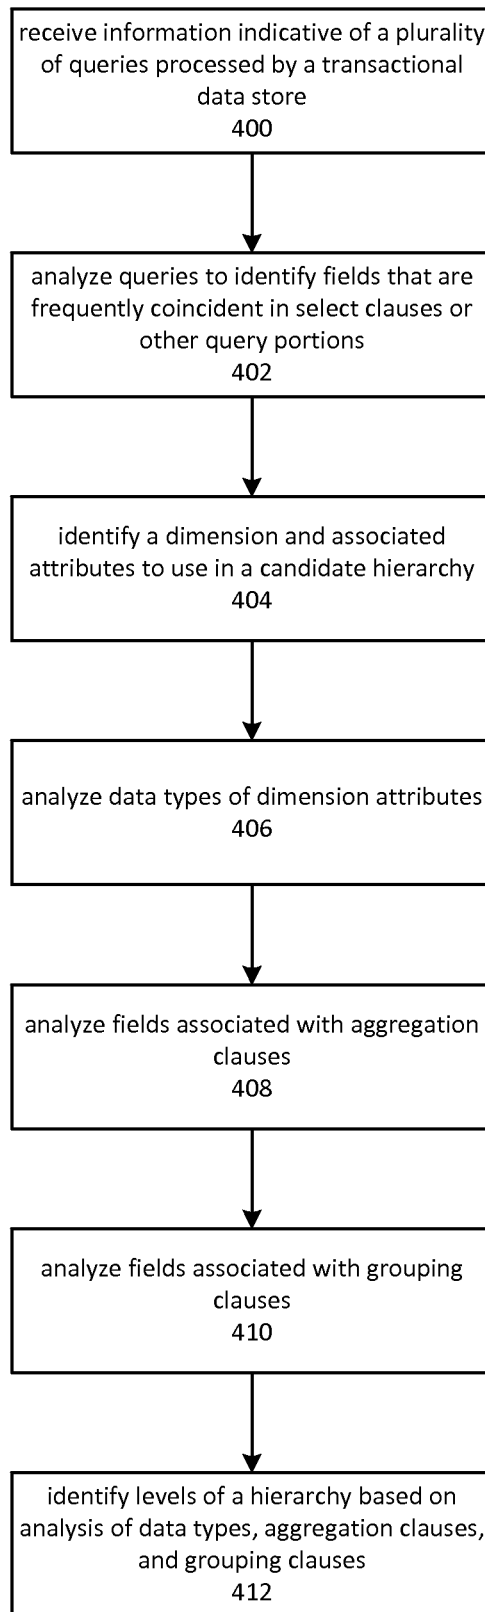 receive information indicative of a plurality
of queries processed by a transactional
data store
400
analyze queries to identify fields that are
frequently coincident in select clauses or
other query portions
402
identify a dimension and associated
attributes to use in a candidate hierarchy
404
analyze data types of dimension attributes
406
analyze fields associated with aggregation
clauses
408
analyze fields associated with grouping
clauses
410
identify levels of a hierarchy based on
analysis of data types, aggregation clauses,
and grouping clauses
412